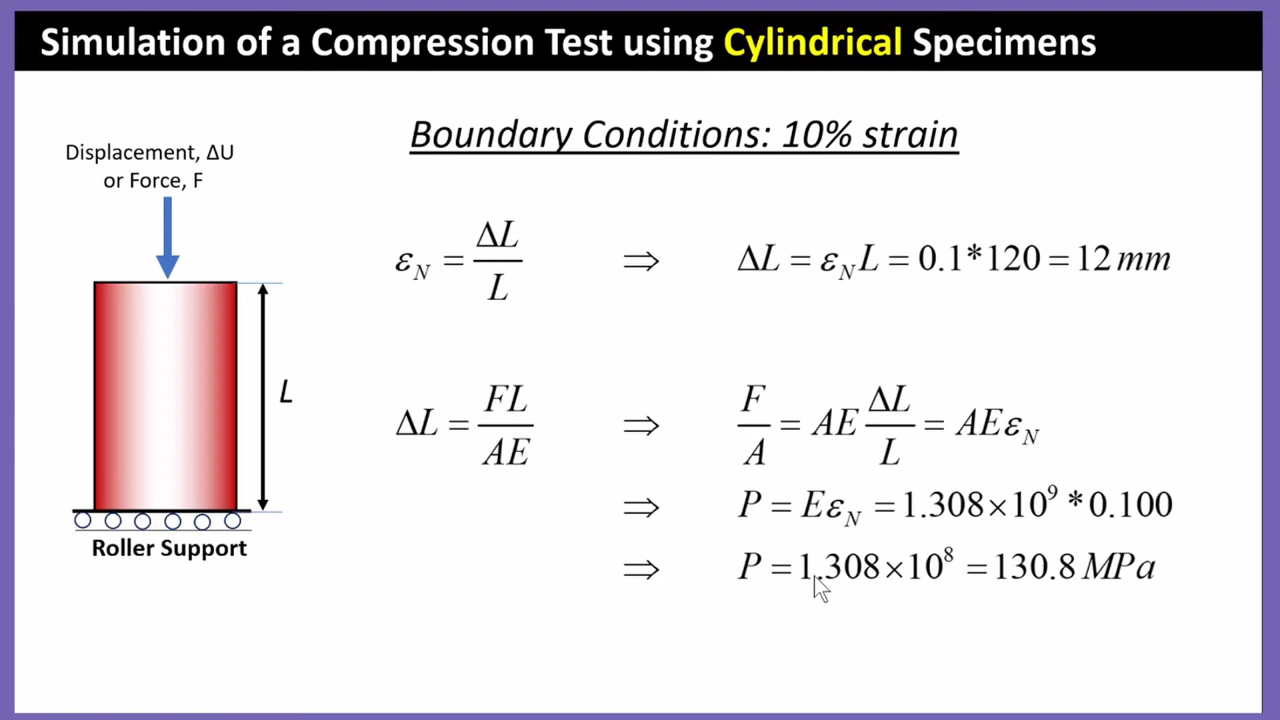 Simulation of a Compression Test using Cylindrical Specimens
Boundary Conditions: 10% strain
Displacement, ΔU
or Force, F
ε_N = ΔL / L ⇒ ΔL = ε_N L = 0.1*120 = 12 mm
L
ΔL = FL / AE ⇒ F / A = AE ΔL / L = AEε_N
⇒ P = Eε_N = 1.308×10^9 *0.100
⇒ P = 1.308×10^8 = 130.8 MPa
Roller Support